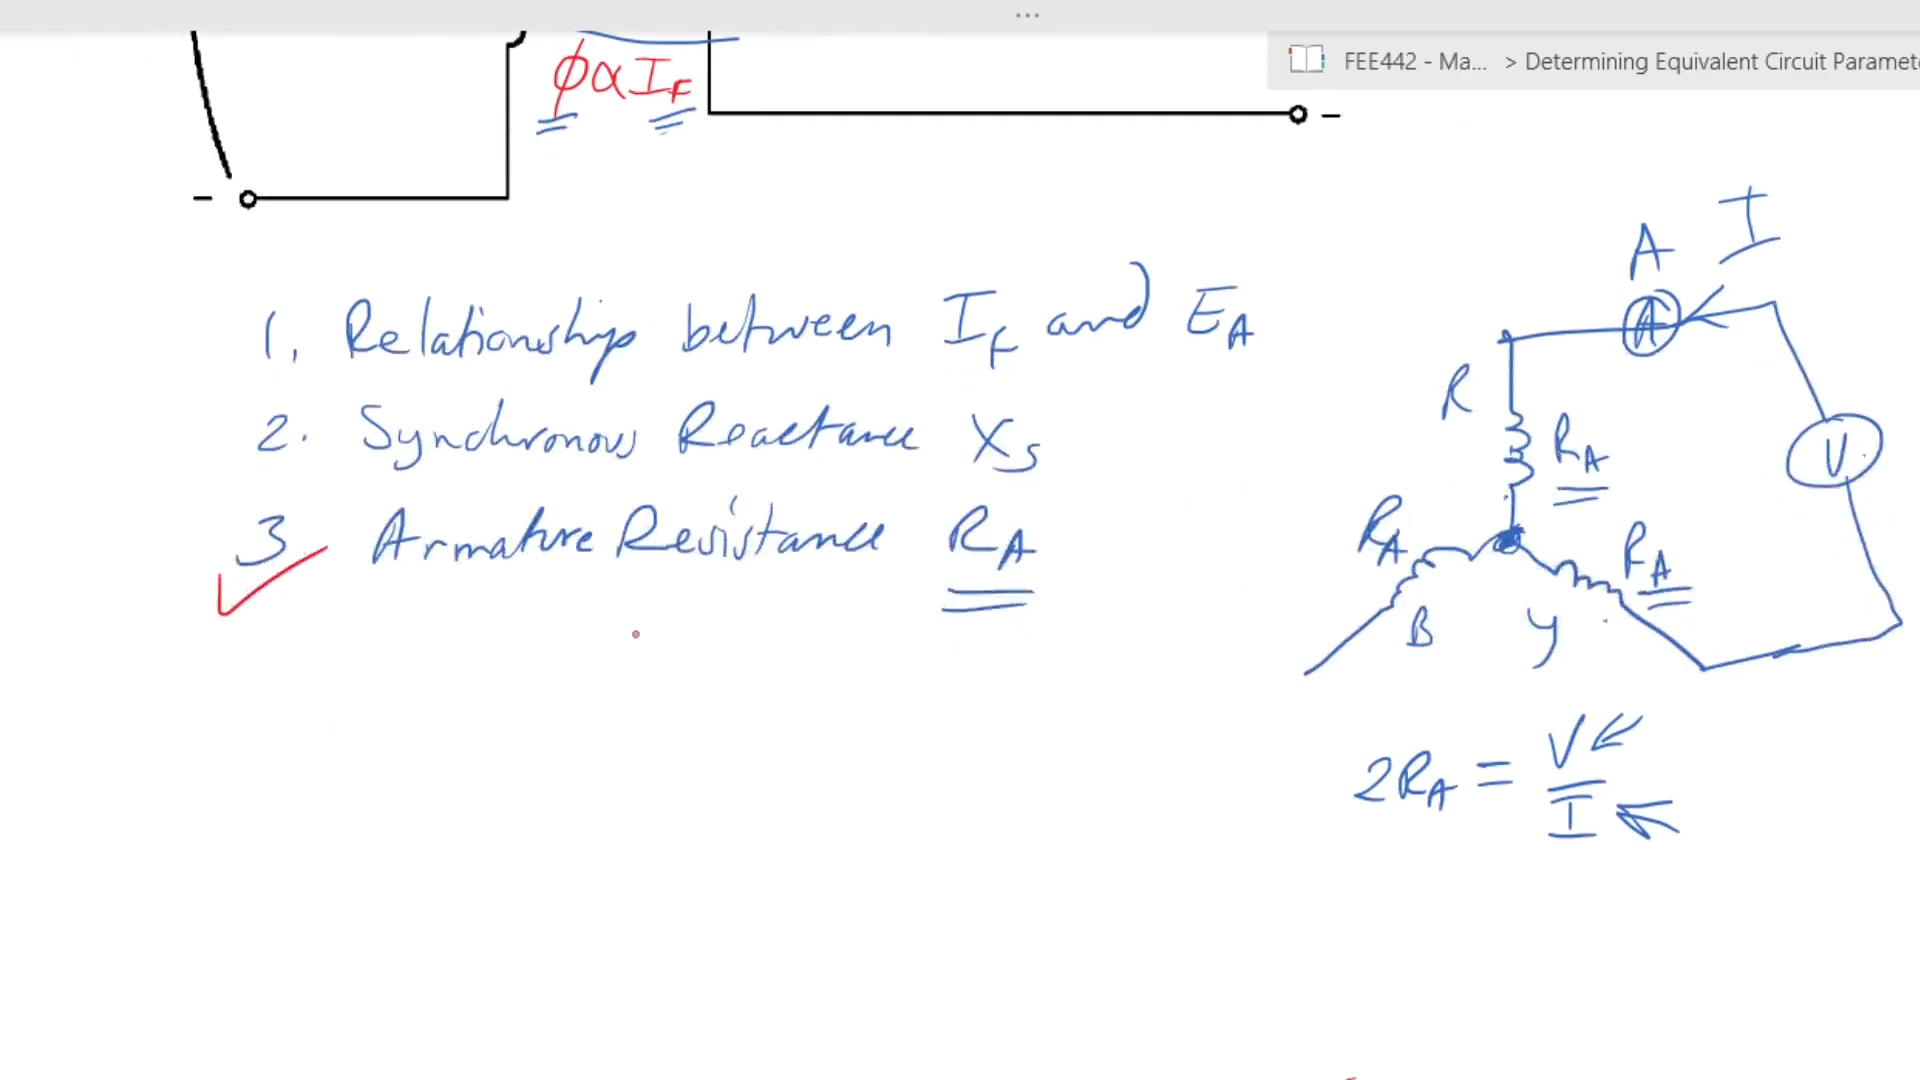 ...
FEE442 - Ma... > Determining Equivalent Circuit Paramet
ϕ α I_F
-
-
1. Relationship between I_F and E_A
2. Synchronous Reactance X_S
3 Armature Resistance R_A
I
A
A
R
R_A
V
R_A
R_A
B
Y
2R_A = V
I